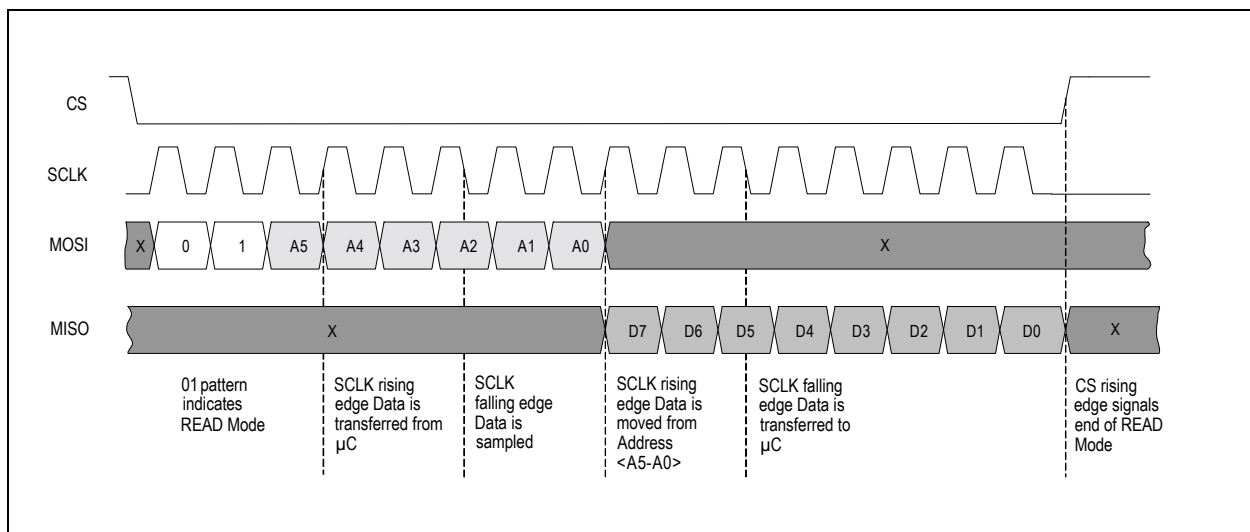 CS
SCLK
MOSI X 0 1 A5 A4 A3 A2 A1 A0 X
MISO X D7 D6 D5 D4 D3 D2 D1 D0 X
01 pattern
indicates
READ Mode
SCLK rising
edge Data is
transferred from
µC
SCLK
falling edge
Data is
sampled
SCLK rising
edge Data is
moved from
Address
<A5-A0>
SCLK falling
edge Data is
transferred to
µC
CS rising
edge signals
end of READ
Mode